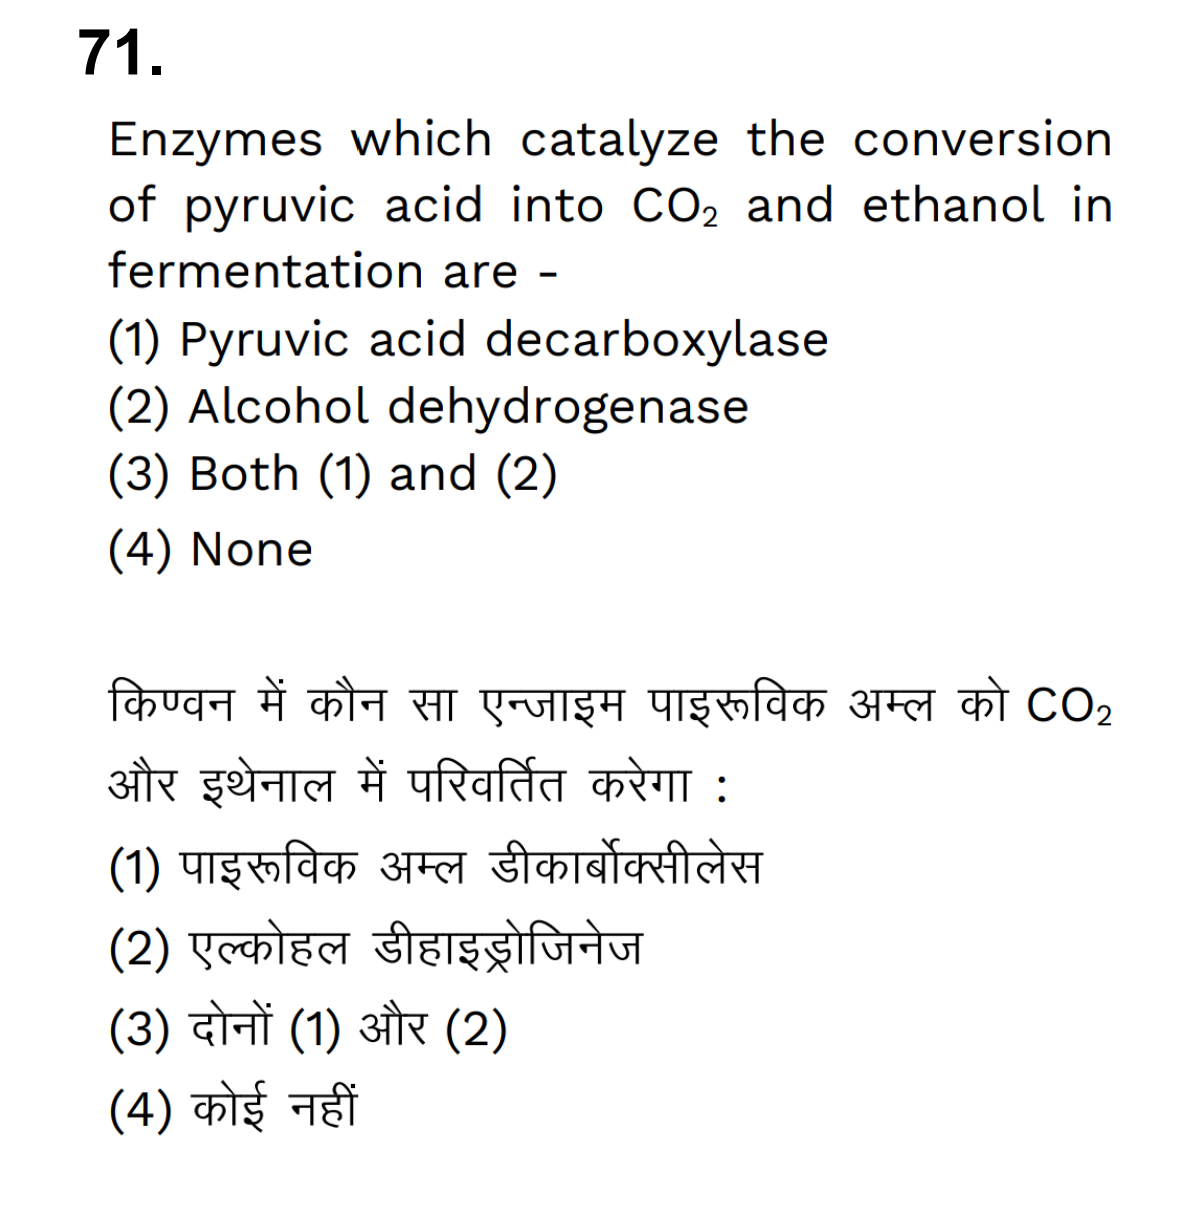 71.
Enzymes which catalyze the conversion
of pyruvic acid into CO₂ and ethanol in
fermentation are -
(1) Pyruvic acid decarboxylase
(2) Alcohol dehydrogenase
(3) Both (1) and (2)
(4) None
किण्वन में कौन सा एन्जाइम पाइरूविक अम्ल को CO₂
और इथेनाल में परिवर्तित करेगा :
(1) पाइरूविक अम्ल डीकार्बोक्सीलेस
(2) एल्कोहल डीहाइड्रोजिनेज
(3) दोनों (1) और (2)
(4) कोई नहीं